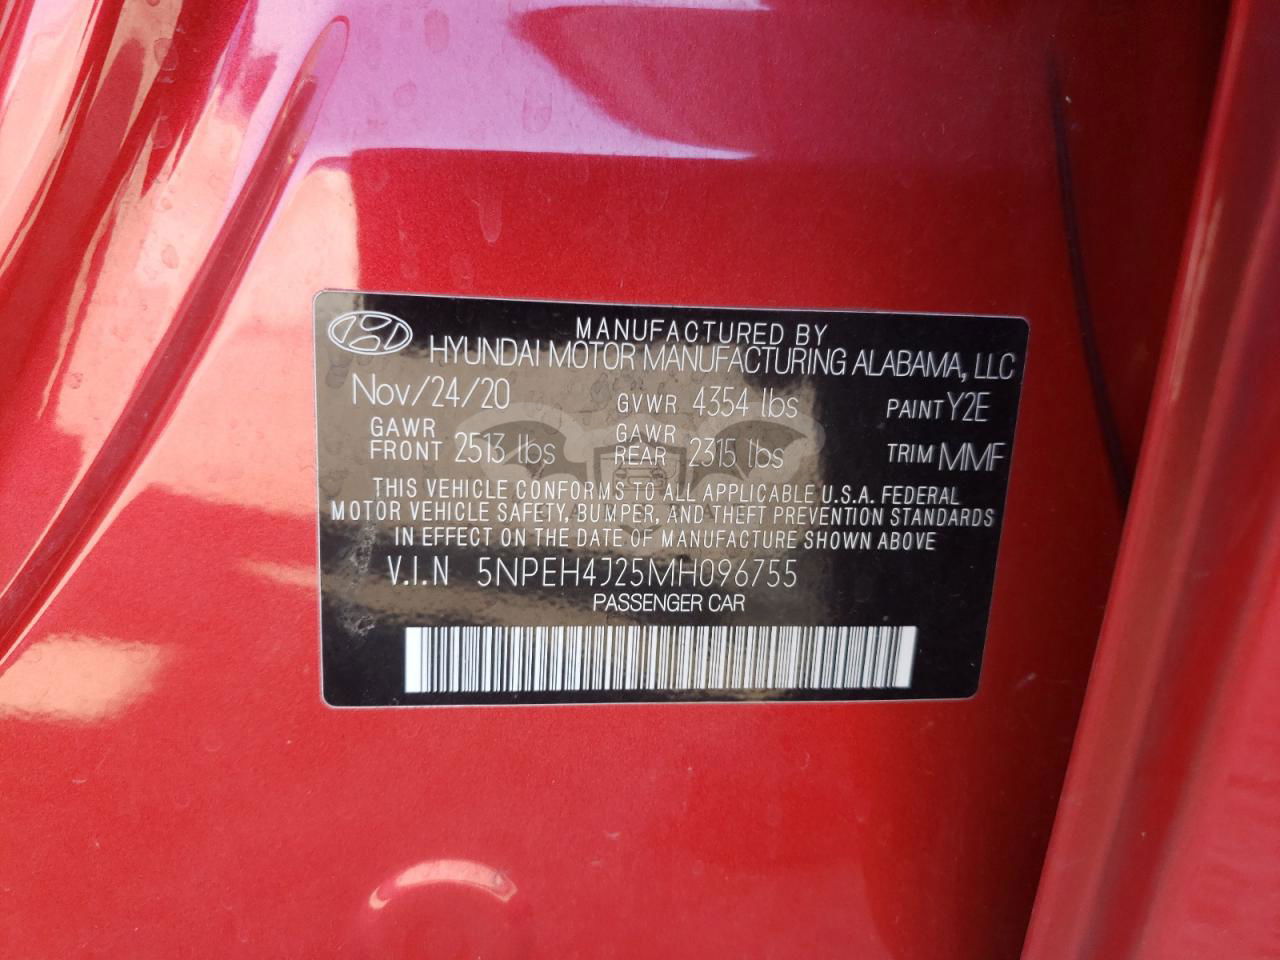 MANUFACTURED BY
HYUNDAI MOTOR MANUFACTURING ALABAMA, LLC
Nov/24/20 GVWR 4354 lbs PAINT Y2E
GAWR FRONT 2513 lbs GAWR REAR 2315 lbs TRIM MMF
THIS VEHICLE CONFORMS TO ALL APPLICABLE U.S.A. FEDERAL
MOTOR VEHICLE SAFETY, BUMPER, AND THEFT PREVENTION STANDARDS
IN EFFECT ON THE DATE OF MANUFACTURE SHOWN ABOVE
V.I.N 5NPEH4J25MH096755
PASSENGER CAR